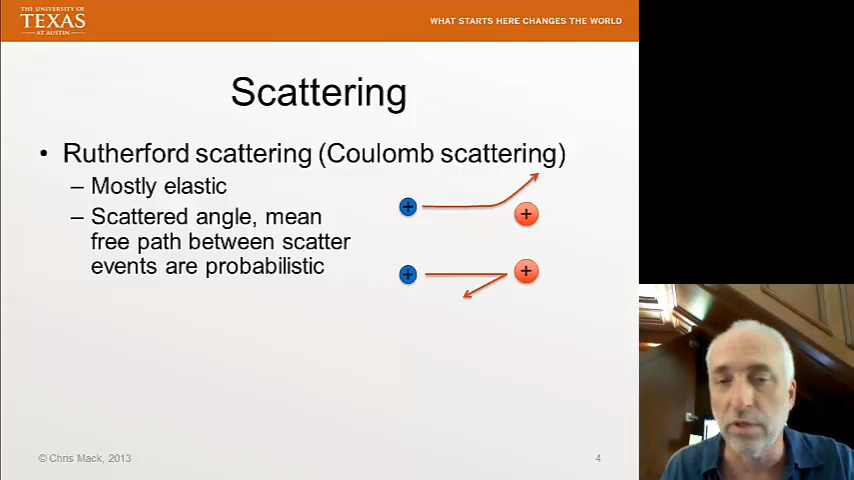 THE UNIVERSITY OF
TEXAS
AT AUSTIN
WHAT STARTS HERE CHANGES THE WORLD
Scattering
• Rutherford scattering (Coulomb scattering)
– Mostly elastic
– Scattered angle, mean
free path between scatter
events are probabilistic
+ +
+ +
© Chris Mack, 2013
4